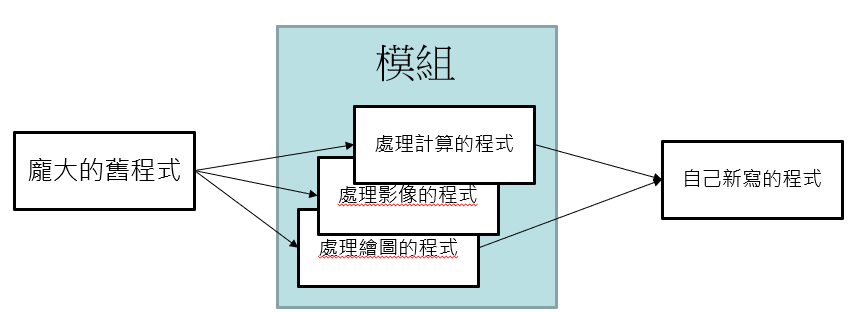 模組
龐大的舊程式
處理計算的程式
處理影像的程式
處理繪圖的程式
自己新寫的程式